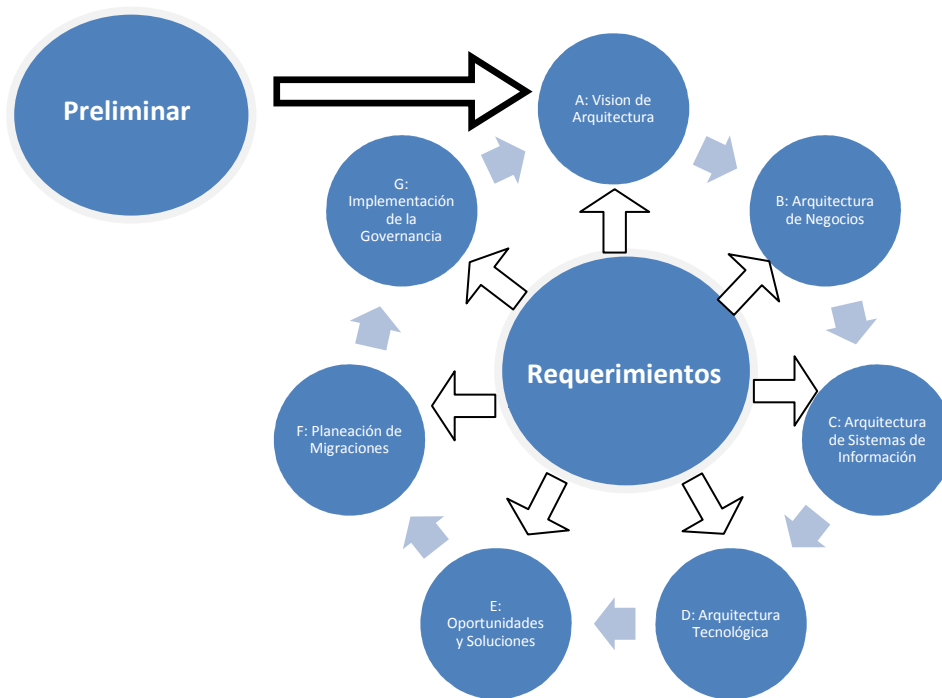 Preliminar
A: Vision de
Arquitectura
B: Arquitectura
de Negocios
C: Arquitectura
de Sistemas de
Información
D: Arquitectura
Tecnológica
E:
Oportunidades
y Soluciones
F: Planeación de
Migraciones
G:
Implementación
de la
Governancia
Requerimientos